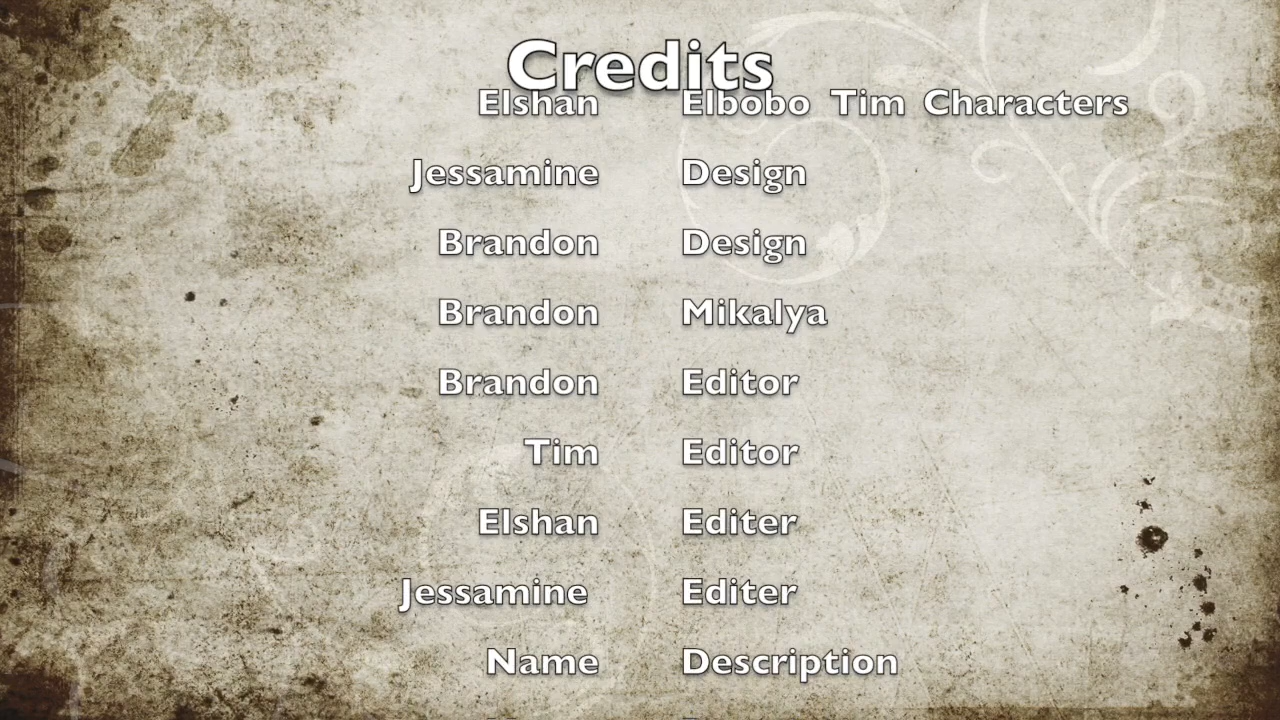 Credits
Elshan Elbobo Tim Characters
Jessamine Design
Brandon Design
Brandon Mikalya
Brandon Editor
Tim Editor
Elshan Editer
Jessamine Editer
Name Description